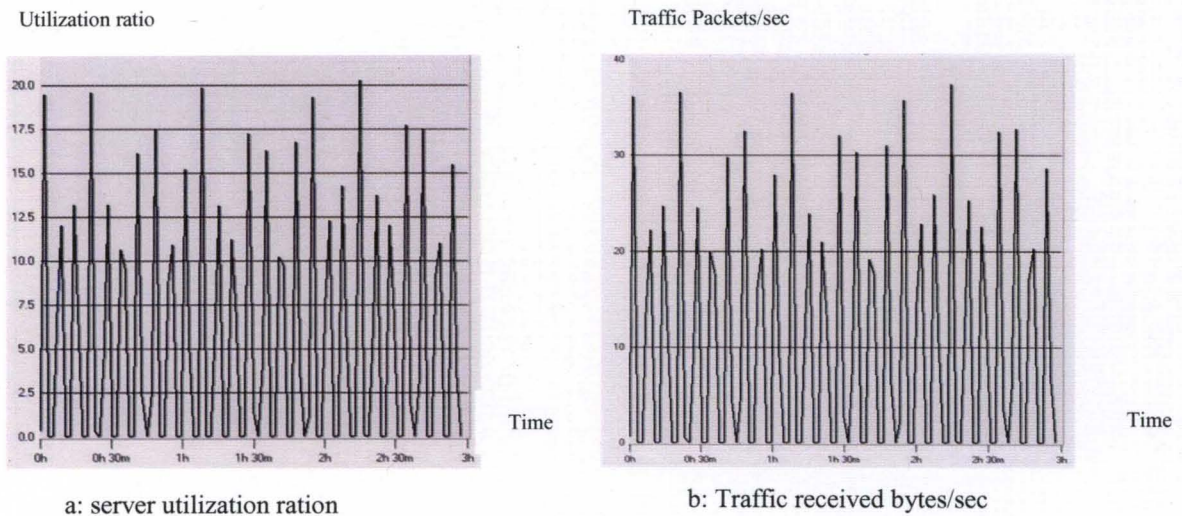 Utilization ratio
Traffic Packets/sec
20.0
17.5
15.0
12.5
10.0
7.5
5.0
2.5
0.0
0h 0h 30m 1h 1h 30m 2h 2h 30m 3h
Time
40
30
20
10
0
0h 0h 30m 1h 1h 30m 2h 2h 30m 3h
Time
a: server utilization ration
b: Traffic received bytes/sec